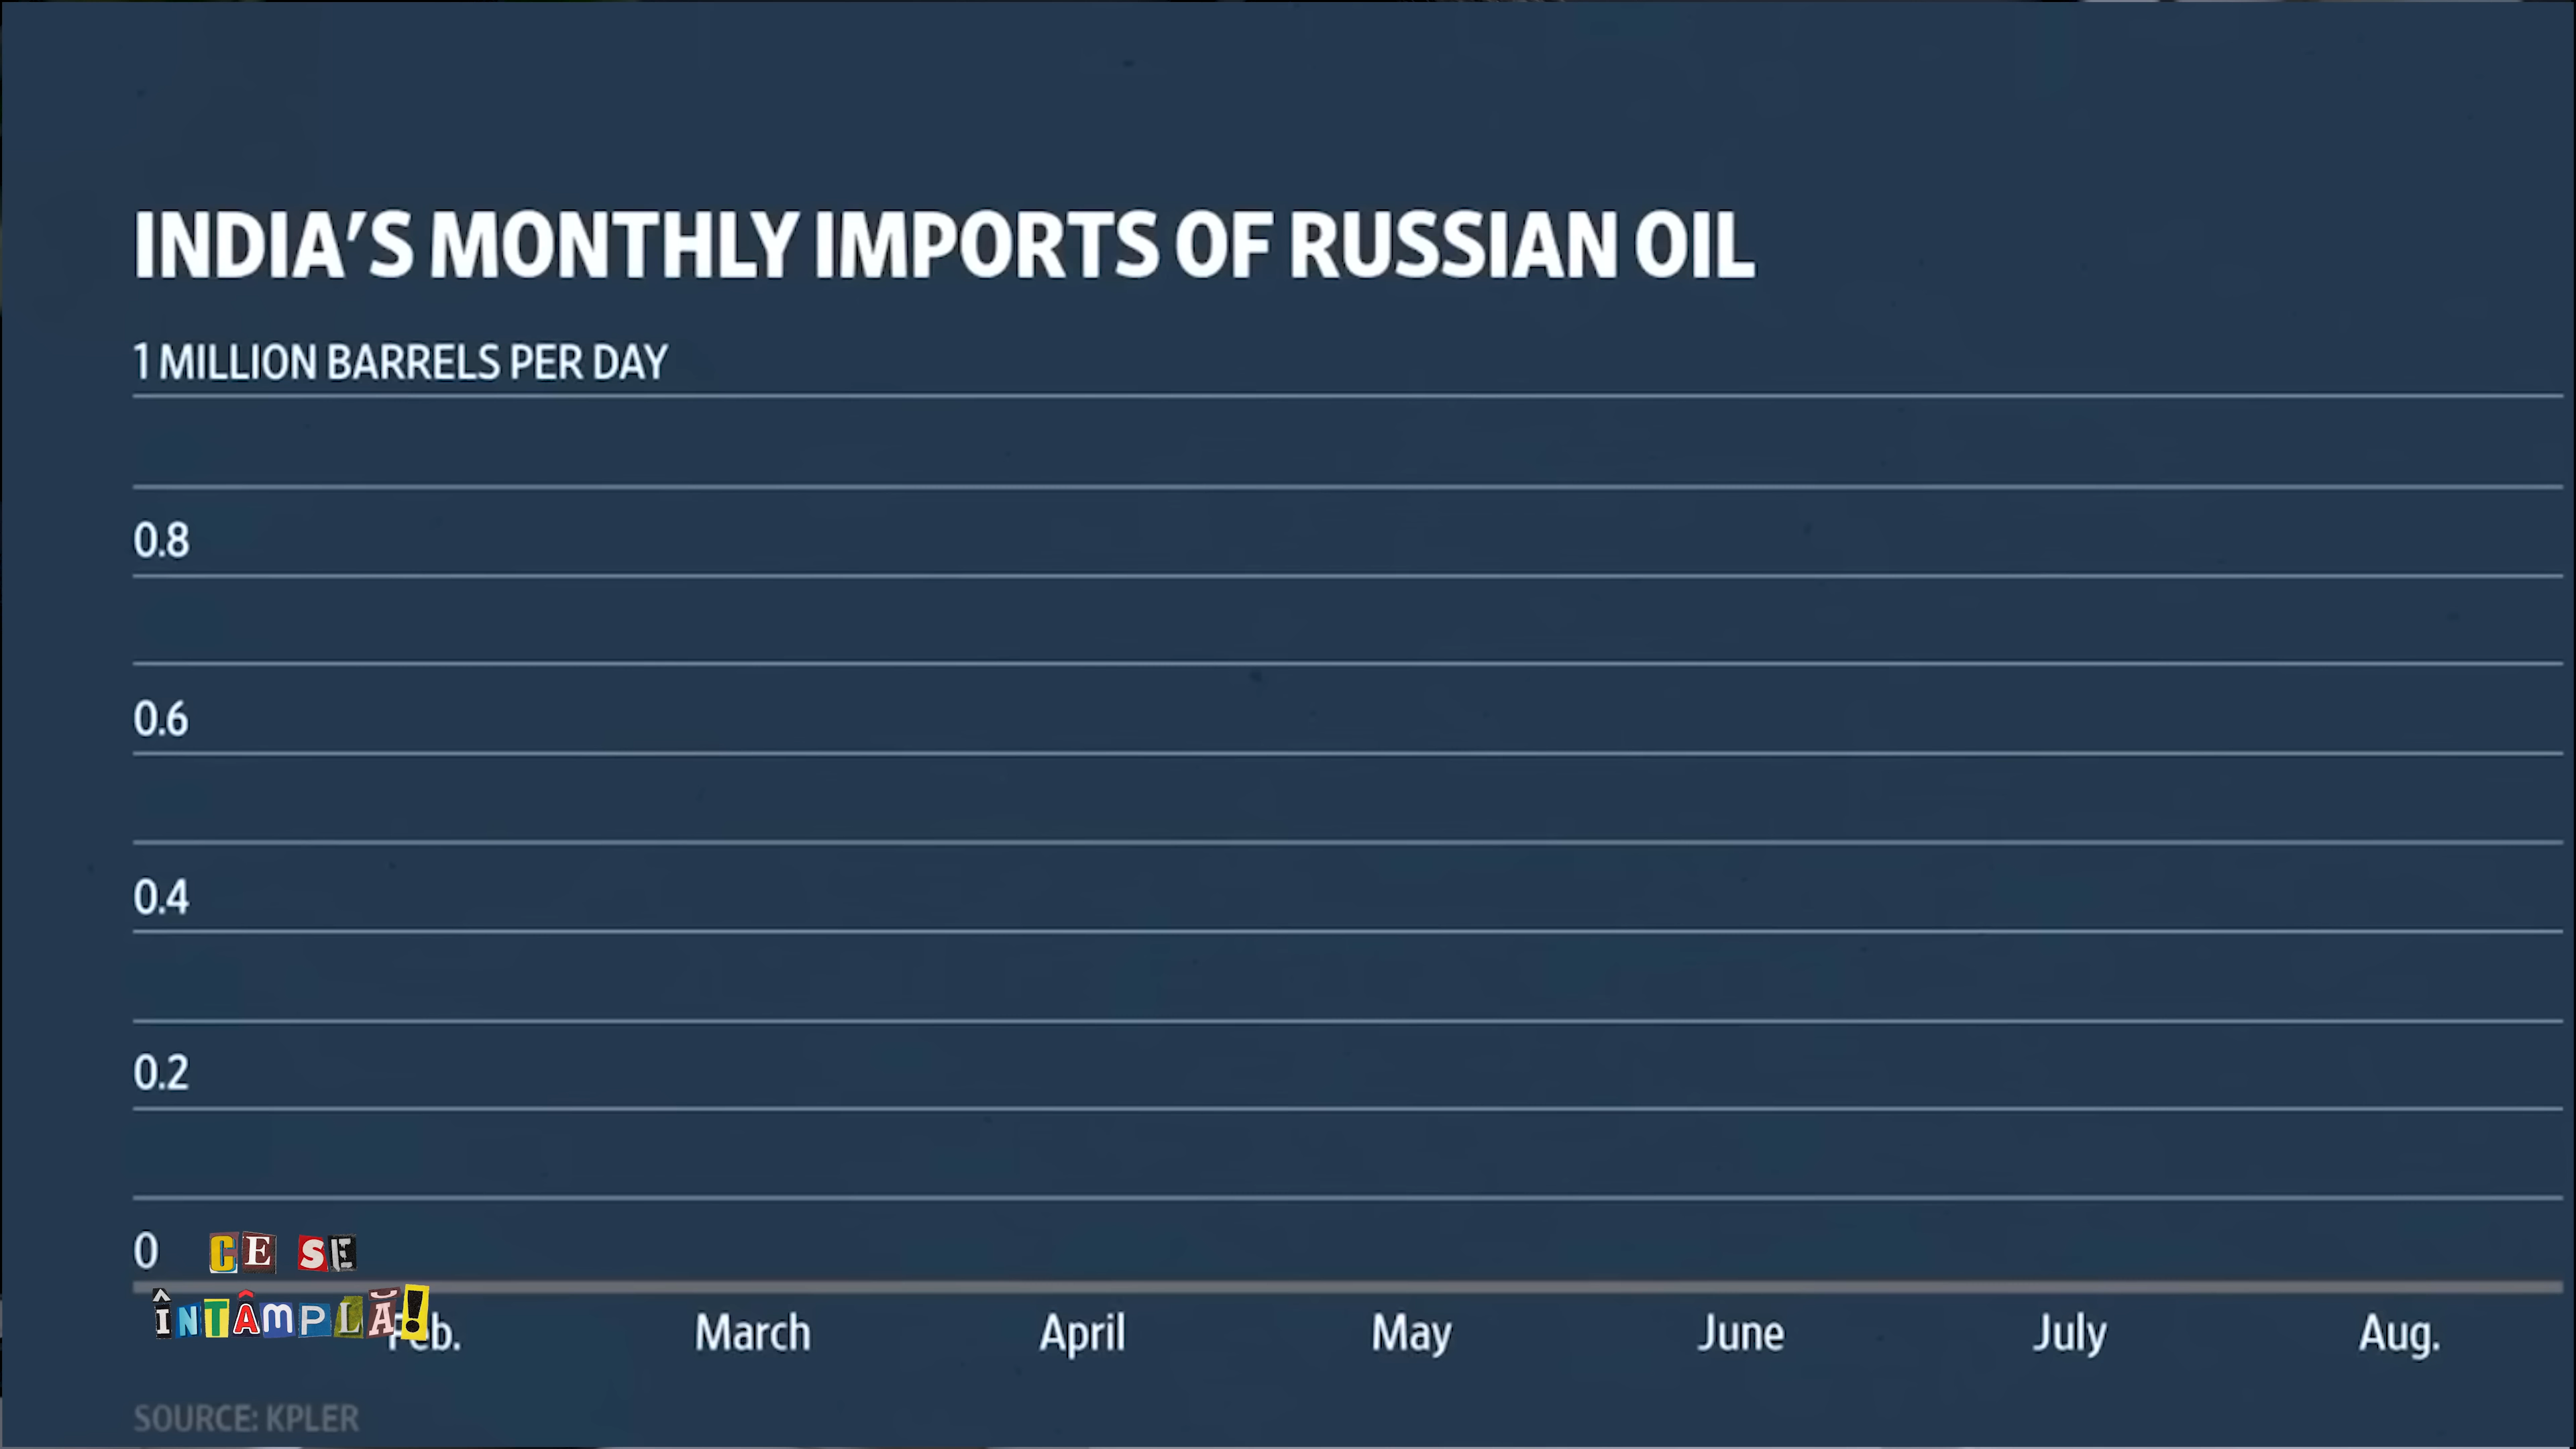 INDIA'S MONTHLY IMPORTS OF RUSSIAN OIL
1 MILLION BARRELS PER DAY
0.8
0.6
0.4
0.2
0
CE SE
ÎNTÂMPLĂ!
Feb. March April May June July Aug.
SOURCE: KPLER